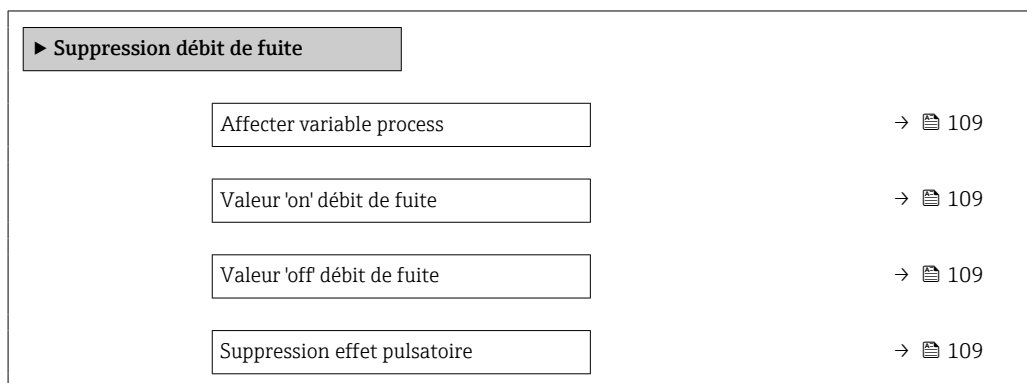 ▶ Suppression débit de fuite
Affecter variable process → 109
Valeur 'on' débit de fuite → 109
Valeur 'off' débit de fuite → 109
Suppression effet pulsatoire → 109